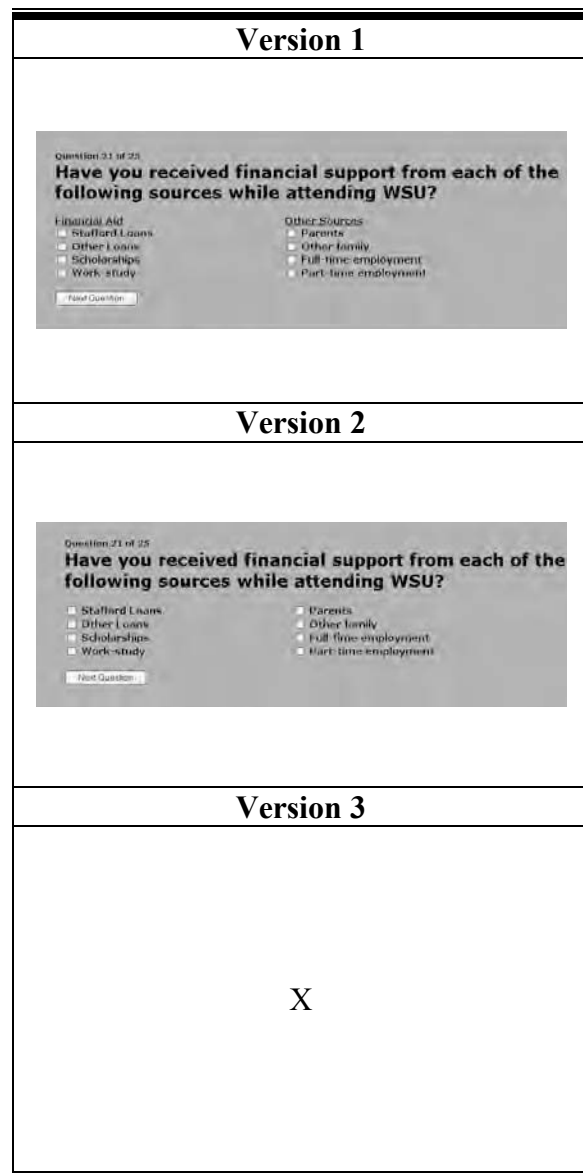 Version 1
Question 21 of 25
Have you received financial support from each of the
following sources while attending WSU?
Financial Aid Other Sources
Stafford Loans Parents
Other Loans Other family
Scholarships Full-time employment
Work-study Part-time employment
Next Question
Version 2
Question 21 of 25
Have you received financial support from each of the
following sources while attending WSU?
Stafford Loans Parents
Other Loans Other family
Scholarships Full-time employment
Work-study Part-time employment
Next Question
Version 3
X